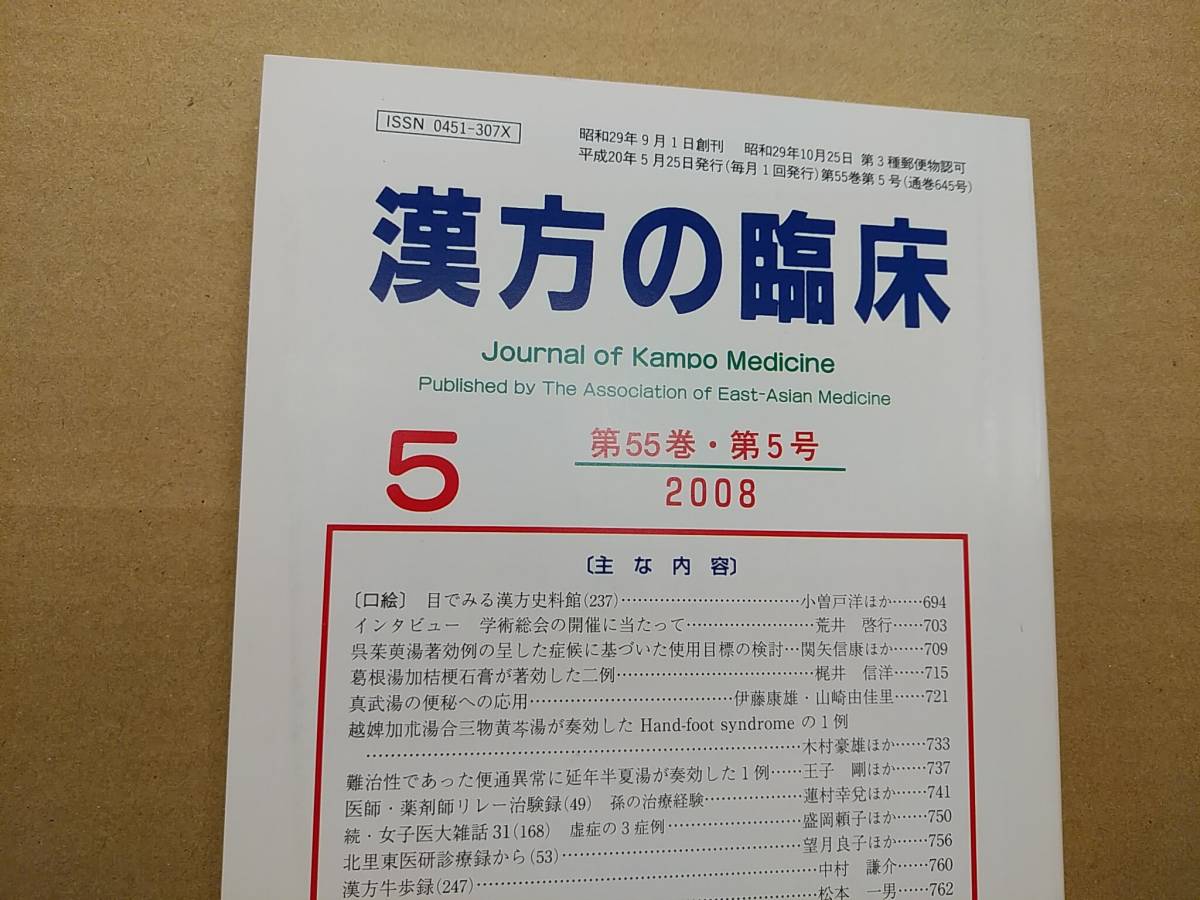 ISSN 0451-307X
昭和29年9月1日創刊 昭和29年10月25日 第3種郵便物認可
平成20年5月25日発行(毎月1回発行)第55巻第5号(通巻645号)
漢方の臨床
Journal of Kampo Medicine
Published by The Association of East-Asian Medicine
5
第55巻・第5号
2008
〔主な内容〕
〔口絵〕 目でみる漢方史料館(237)……………小曽戸洋ほか……694
インタビュー 学術総会の開催に当たって……………荒井 啓行……703
呉茱萸湯著効例の呈した症候に基づいた使用目標の検討…関矢信康ほか……709
葛根湯加桔梗石膏が著効した二例……………梶井 信洋……715
真武湯の便秘への応用……………伊藤康雄・山崎由佳里……721
越婢加朮湯合三物黄芩湯が奏効した Hand-foot syndrome の1例
……………木村豪雄ほか……733
難治性であった便通異常に延年半夏湯が奏効した1例……王子 剛ほか……737
医師・薬剤師リレー治験録(49) 孫の治療経験……………蓮村幸兌ほか……741
続・女子医大雑話31(168) 虚症の3症例……………盛岡頼子ほか……750
北里東医研診療録から(53)……………望月良子ほか……756
漢方牛歩録(247)……………中村 謙介……760
……………松本 一男……762